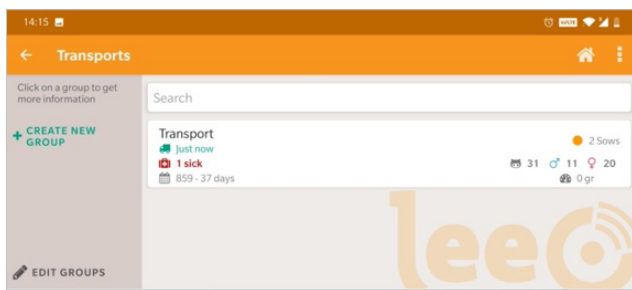 14:15
Transports
Click on a group to get
more information
Search
+ CREATE NEW
GROUP
Transport
Just now
1 sick
859 - 37 days
2 Sows
31 11 20
0 gr
EDIT GROUPS
leeO